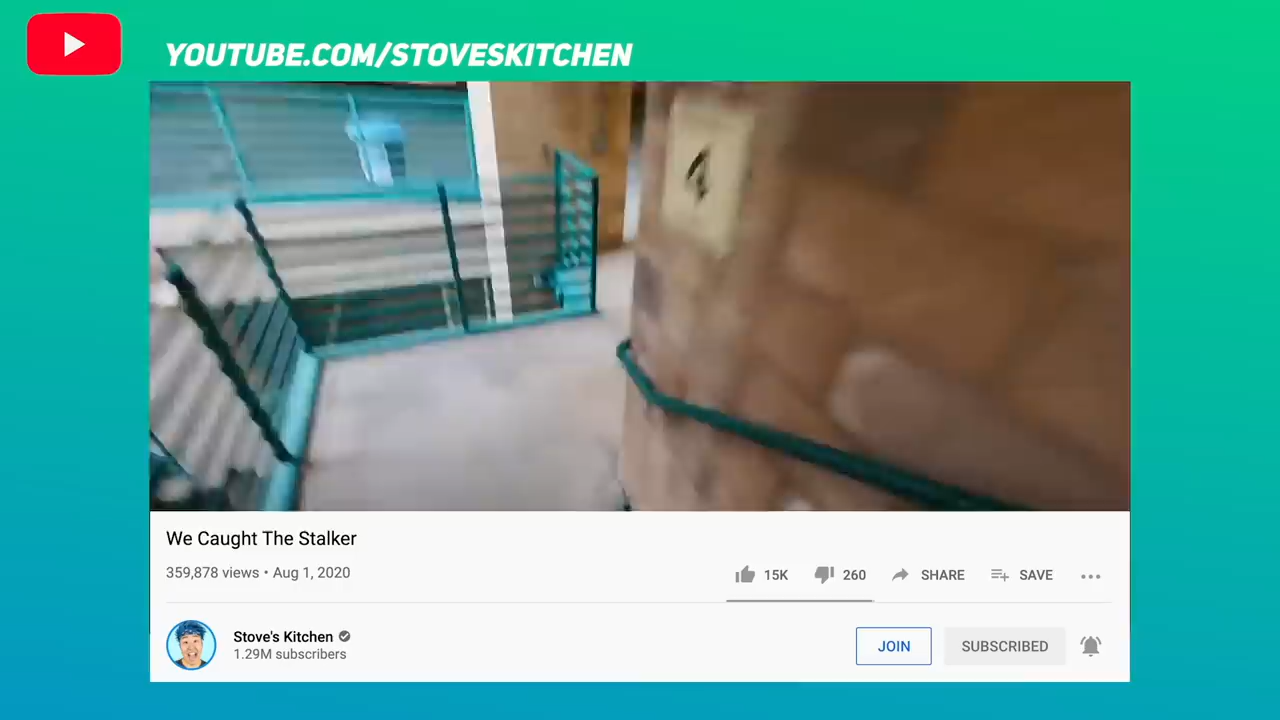 YOUTUBE.COM/STOVESKITCHEN
We Caught The Stalker
359,878 views • Aug 1, 2020
15K 260 SHARE SAVE
Stove's Kitchen
1.29M subscribers
JOIN SUBSCRIBED